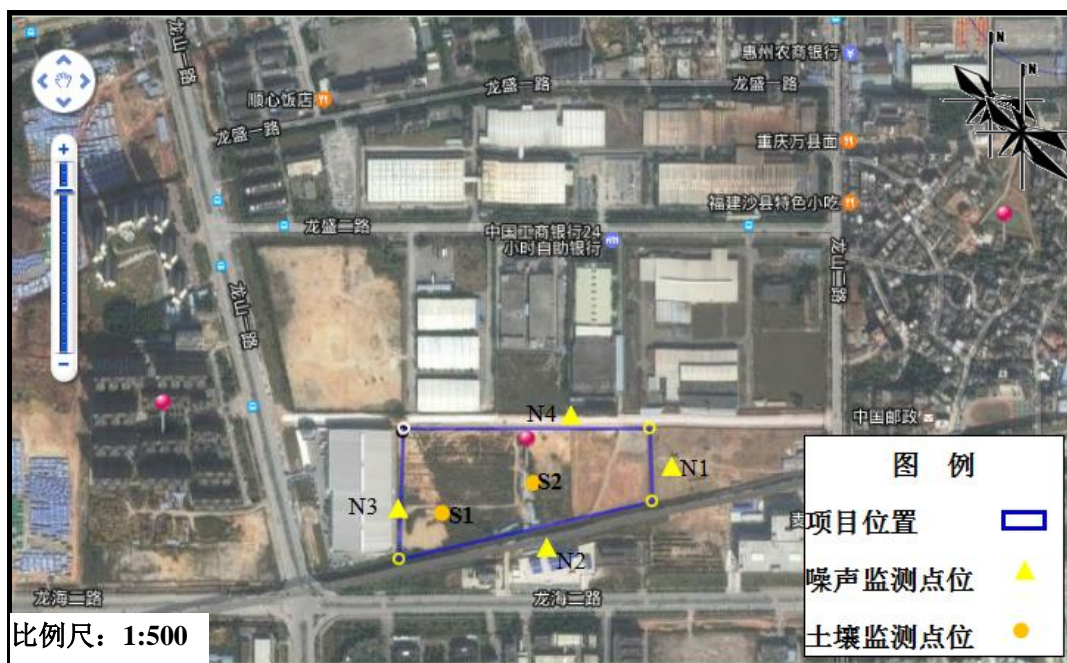 龙山一路
惠州农商银行
龙盛一路
龙盛一路
顺心饭店
龙盛一路
N
N
重庆万县面
福建沙县特色小吃
龙盛二路
中国工商银行24
小时自助银行
龙山二路
龙山一路
中国邮政
N4
N1
S2
N3
S1
N2
龙海二路
龙海二路
比例尺：1:500
图 例
项目位置
噪声监测点位
土壤监测点位